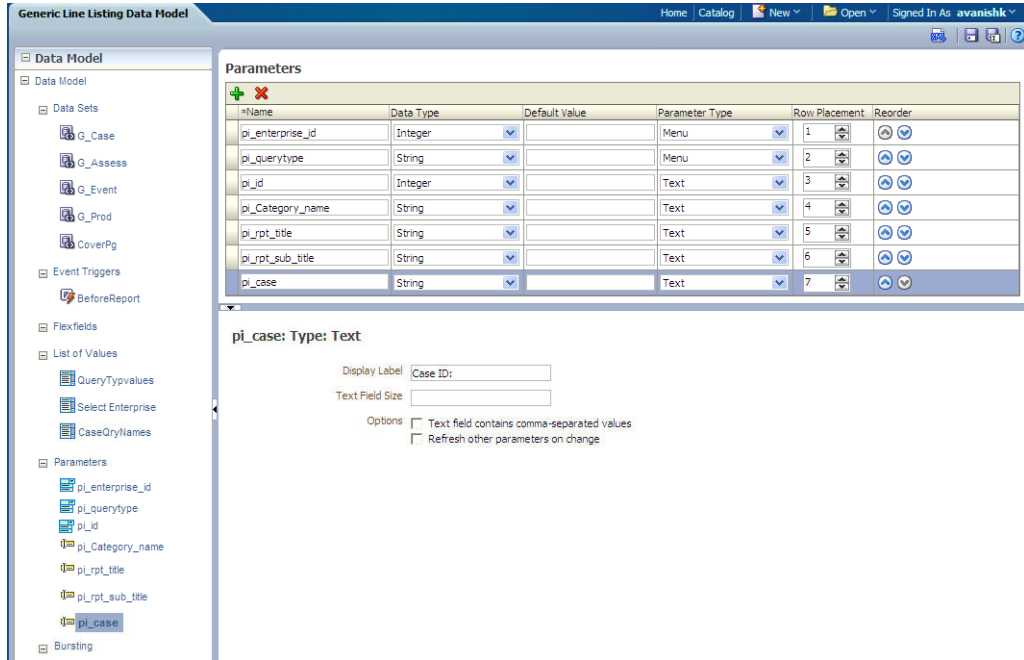 Generic Line Listing Data Model
Home Catalog New Open Signed In As avanishk
Data Model
Data Model
Data Sets
G_Case
G_Assess
G_Event
G_Prod
CoverPg
Event Triggers
BeforeReport
Flexfields
List of Values
QueryTypvalues
Select Enterprise
CaseQryNames
Parameters
pi_enterprise_id
pi_querytype
pi_id
pi_Category_name
pi_rpt_title
pi_rpt_sub_title
pi_case
Bursting
Parameters
*Name Data Type Default Value Parameter Type Row Placement Reorder
pi_enterprise_id Integer Menu 1
pi_querytype String Menu 2
pi_id Integer Text 3
pi_Category_name String Text 4
pi_rpt_title String Text 5
pi_rpt_sub_title String Text 6
pi_case String Text 7
pi_case: Type: Text
Display Label Case ID:
Text Field Size
Options Text field contains comma-separated values
Refresh other parameters on change